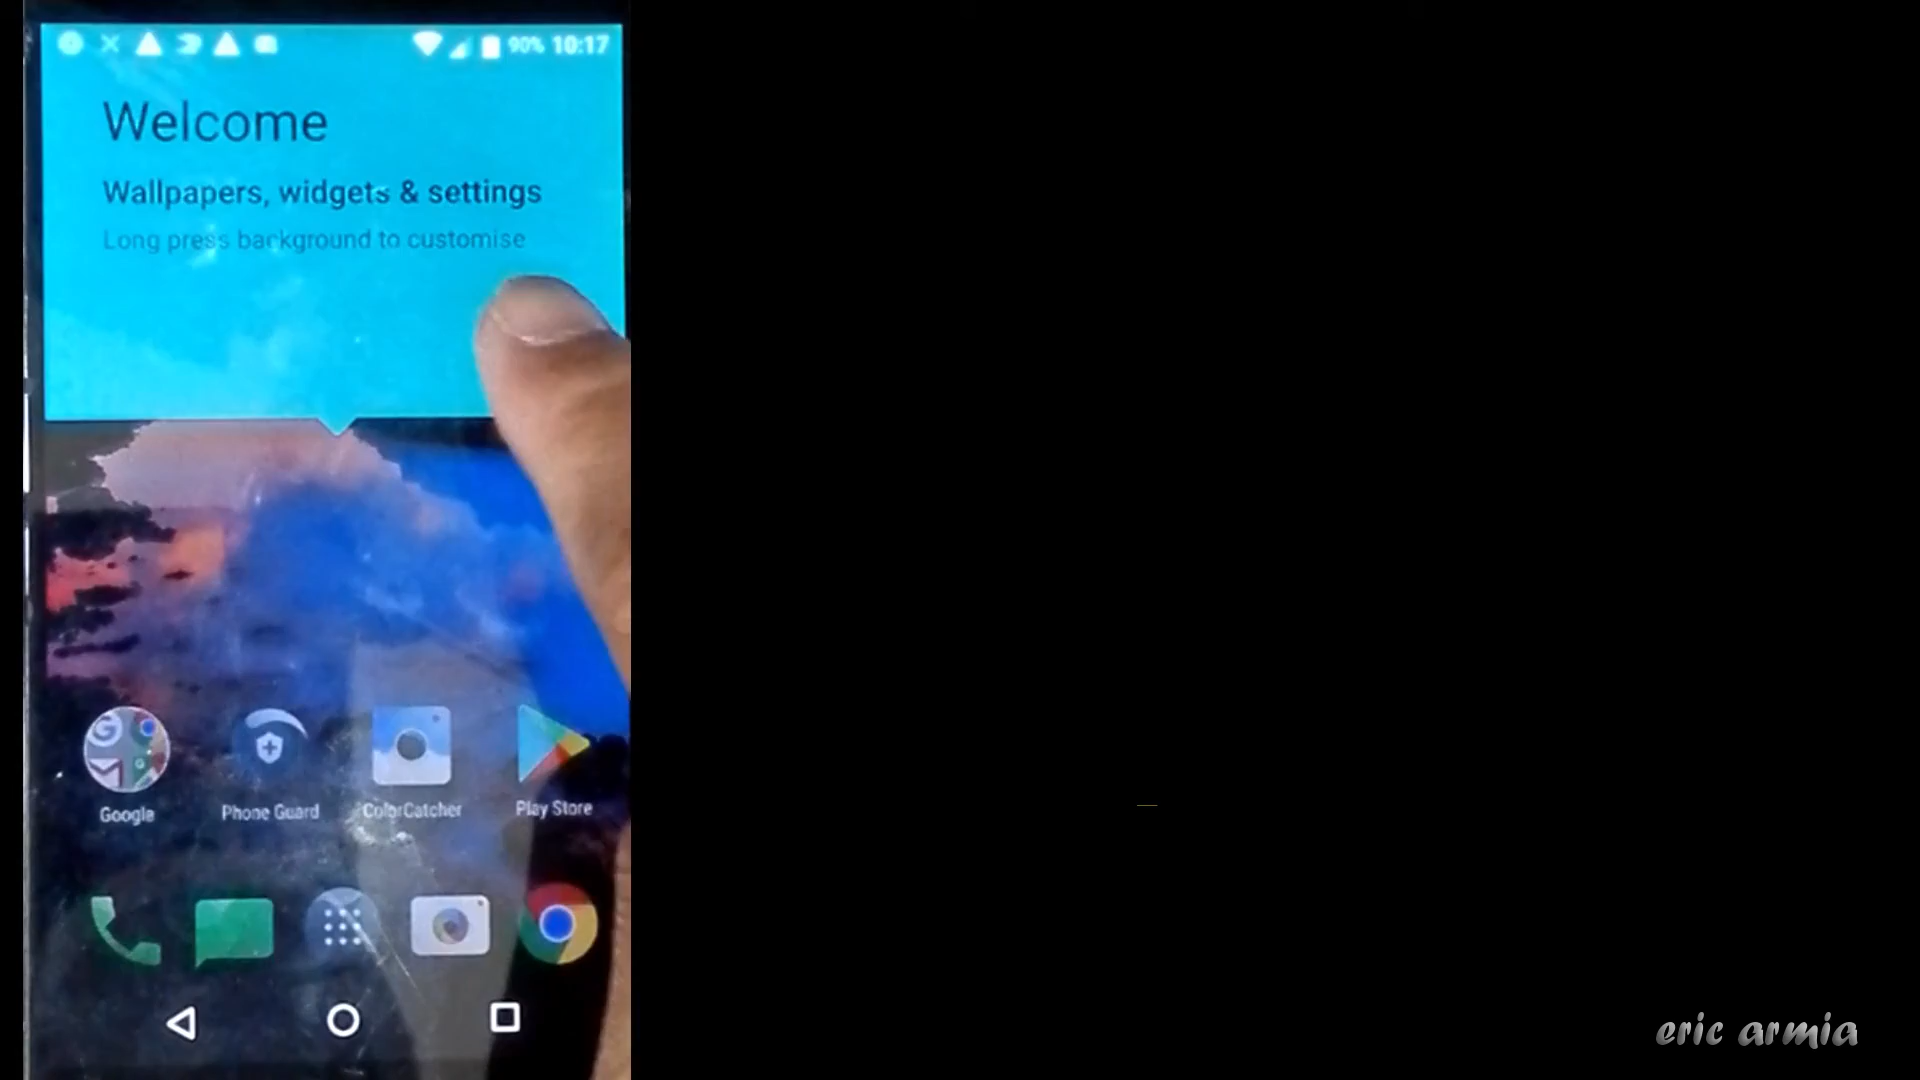 90% 10:17
Welcome
Wallpapers, widgets & settings
Long press background to customise
Google
Phone Guard
ColorCatcher
Play Store
eric armia